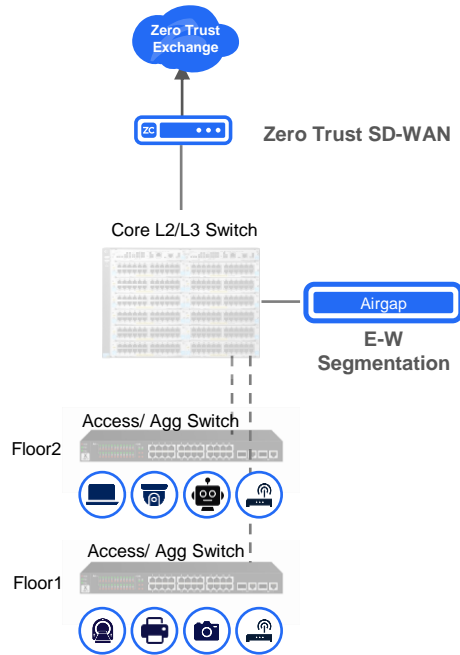 Zero Trust
Exchange
ZC
Zero Trust SD-WAN
Core L2/L3 Switch
Airgap
E-W
Segmentation
Access/ Agg Switch
Floor2
Access/ Agg Switch
Floor1